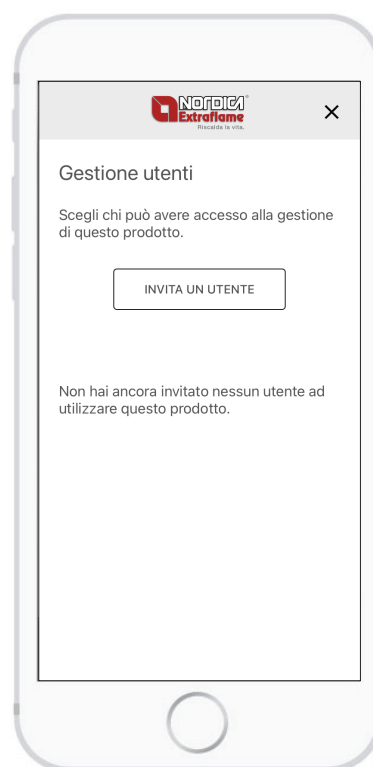 NORDICA®
Extraflame
Riscalda la vita.
Gestione utenti
Scegli chi può avere accesso alla gestione
di questo prodotto.
INVITA UN UTENTE
Non hai ancora invitato nessun utente ad
utilizzare questo prodotto.